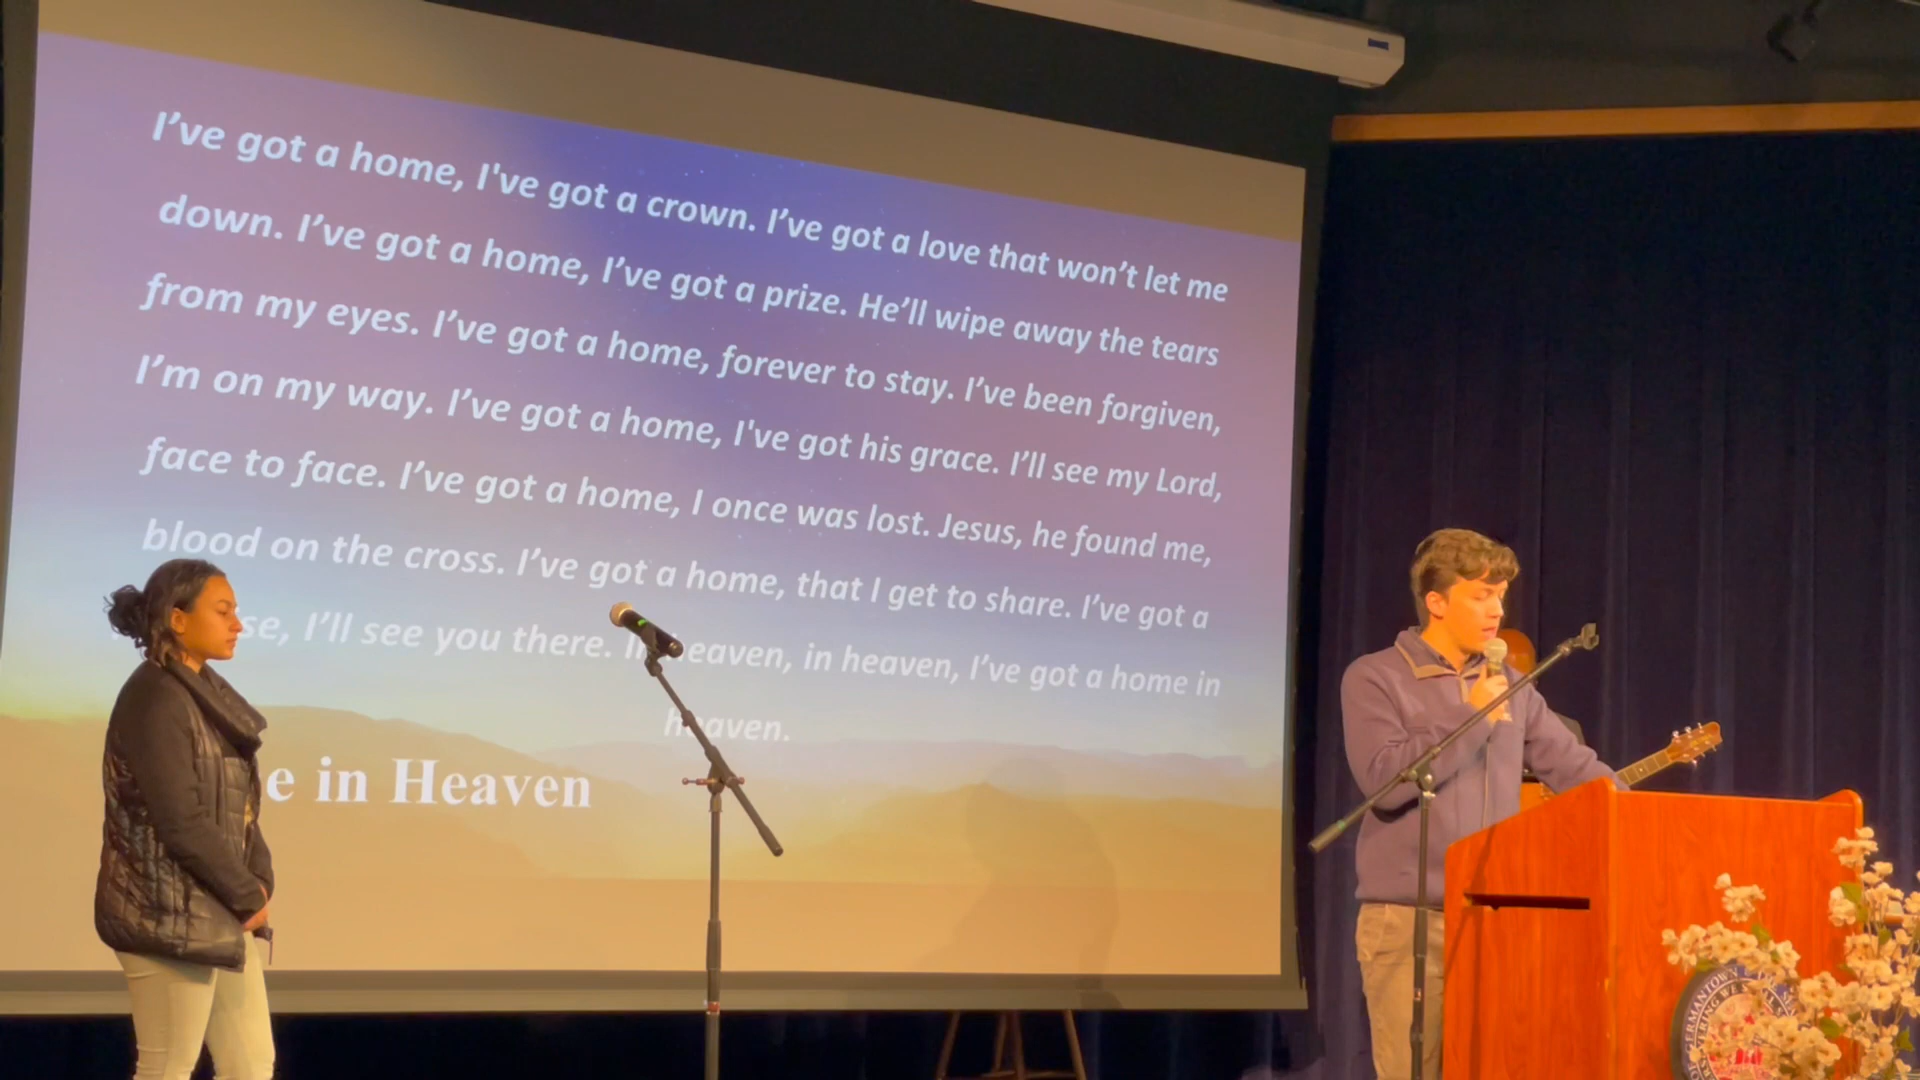 I’ve got a home, I've got a crown. I’ve got a love that won’t let me
down. I’ve got a home, I’ve got a prize. He’ll wipe away the tears
from my eyes. I’ve got a home, forever to stay. I’ve been forgiven,
I’m on my way. I’ve got a home, I've got his grace. I’ll see my Lord,
face to face. I’ve got a home, I once was lost. Jesus, he found me,
blood on the cross. I’ve got a home, that I get to share. I’ve got a
I’ll see you there. heaven, in heaven, I’ve got a home in
heaven.
in Heaven
GERMANTOWN